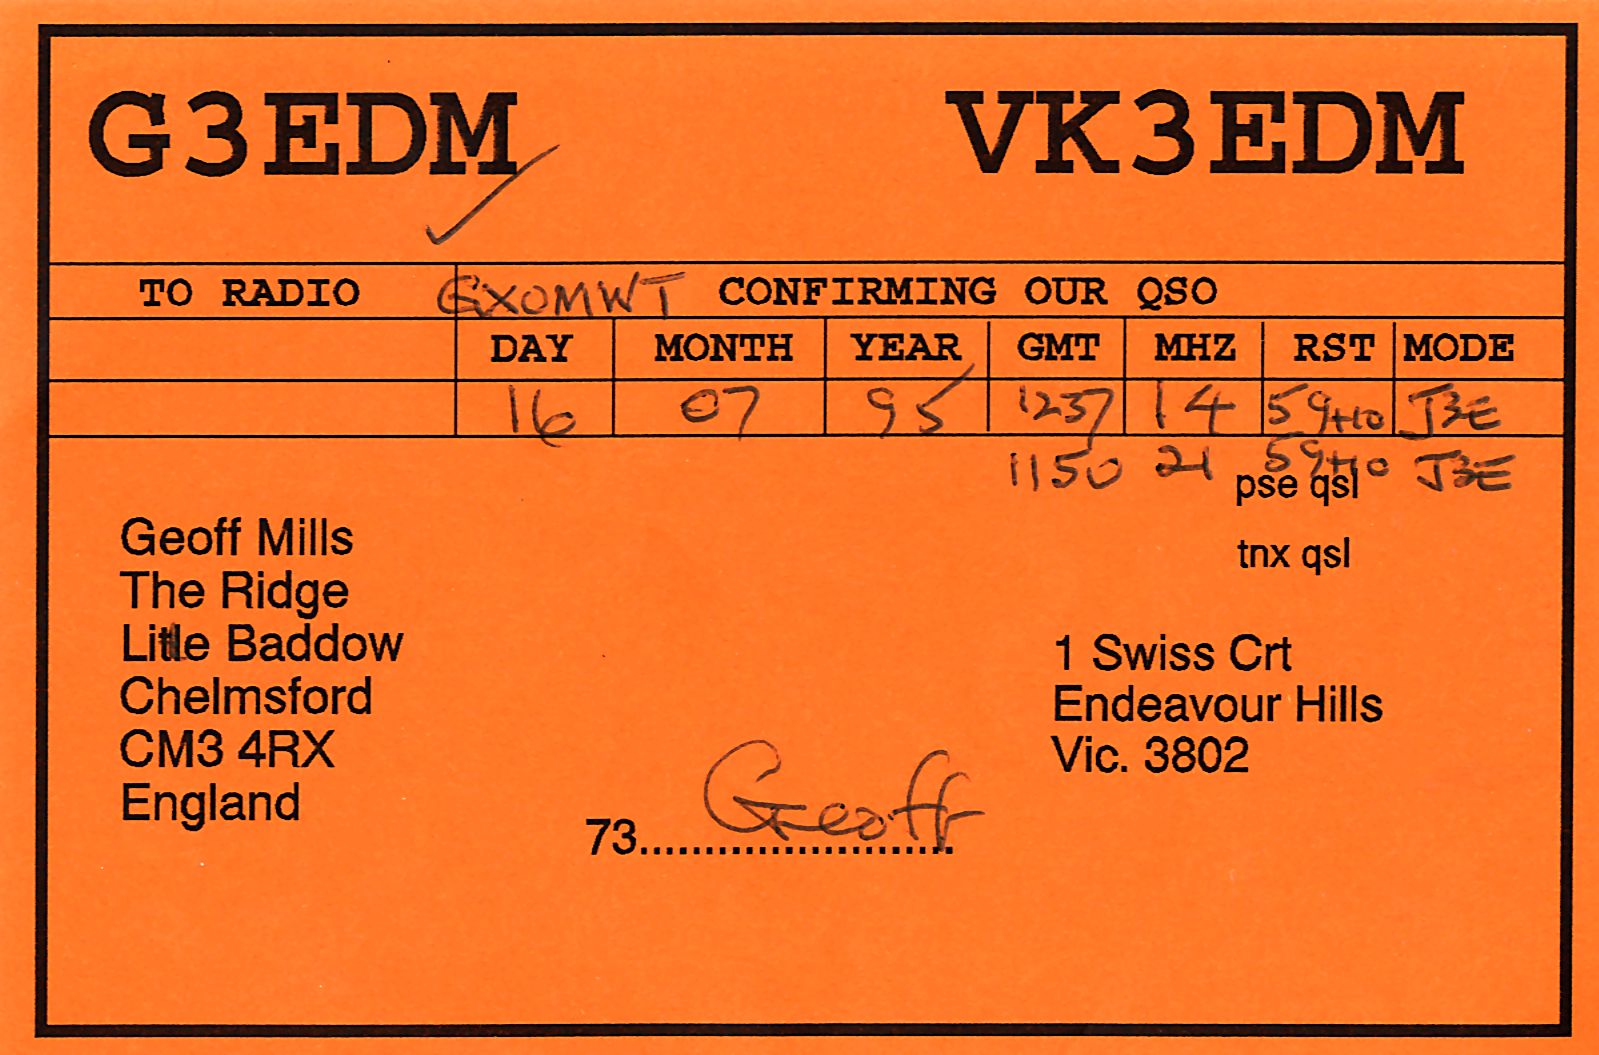 G3EDM VK3EDM
TO RADIO GX0MWT CONFIRMING OUR QSO
DAY MONTH YEAR GMT MHZ RST MODE
16 07 95 1237 14 59+10 J3E
1150 21 59+10 J3E
pse qsl
tnx qsl
Geoff Mills
The Ridge
Little Baddow
Chelmsford
CM3 4RX
England
1 Swiss Crt
Endeavour Hills
Vic. 3802
73........................ Geoff